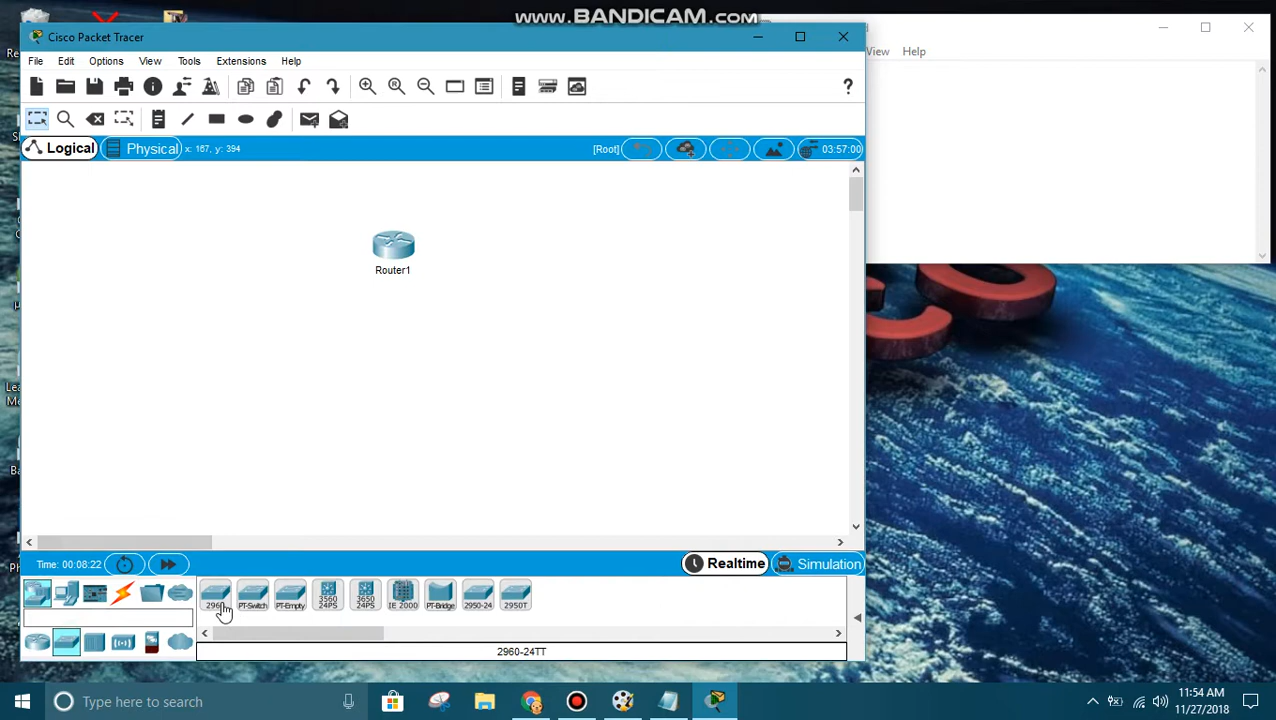 www.BANDICAM.com
Cisco Packet Tracer
File Edit Options View Tools Extensions Help
View Help
Logical Physical x: 167, y: 394 [Root] 03:57:00
Router1
Time: 00:08:22 Realtime Simulation
2960 PT-Switch PT-Empty 3560 24PS 3650 24PS IE 2000 PT-Bridge 2950-24 2950T
2960-24TT
Type here to search
11:54 AM
11/27/2018